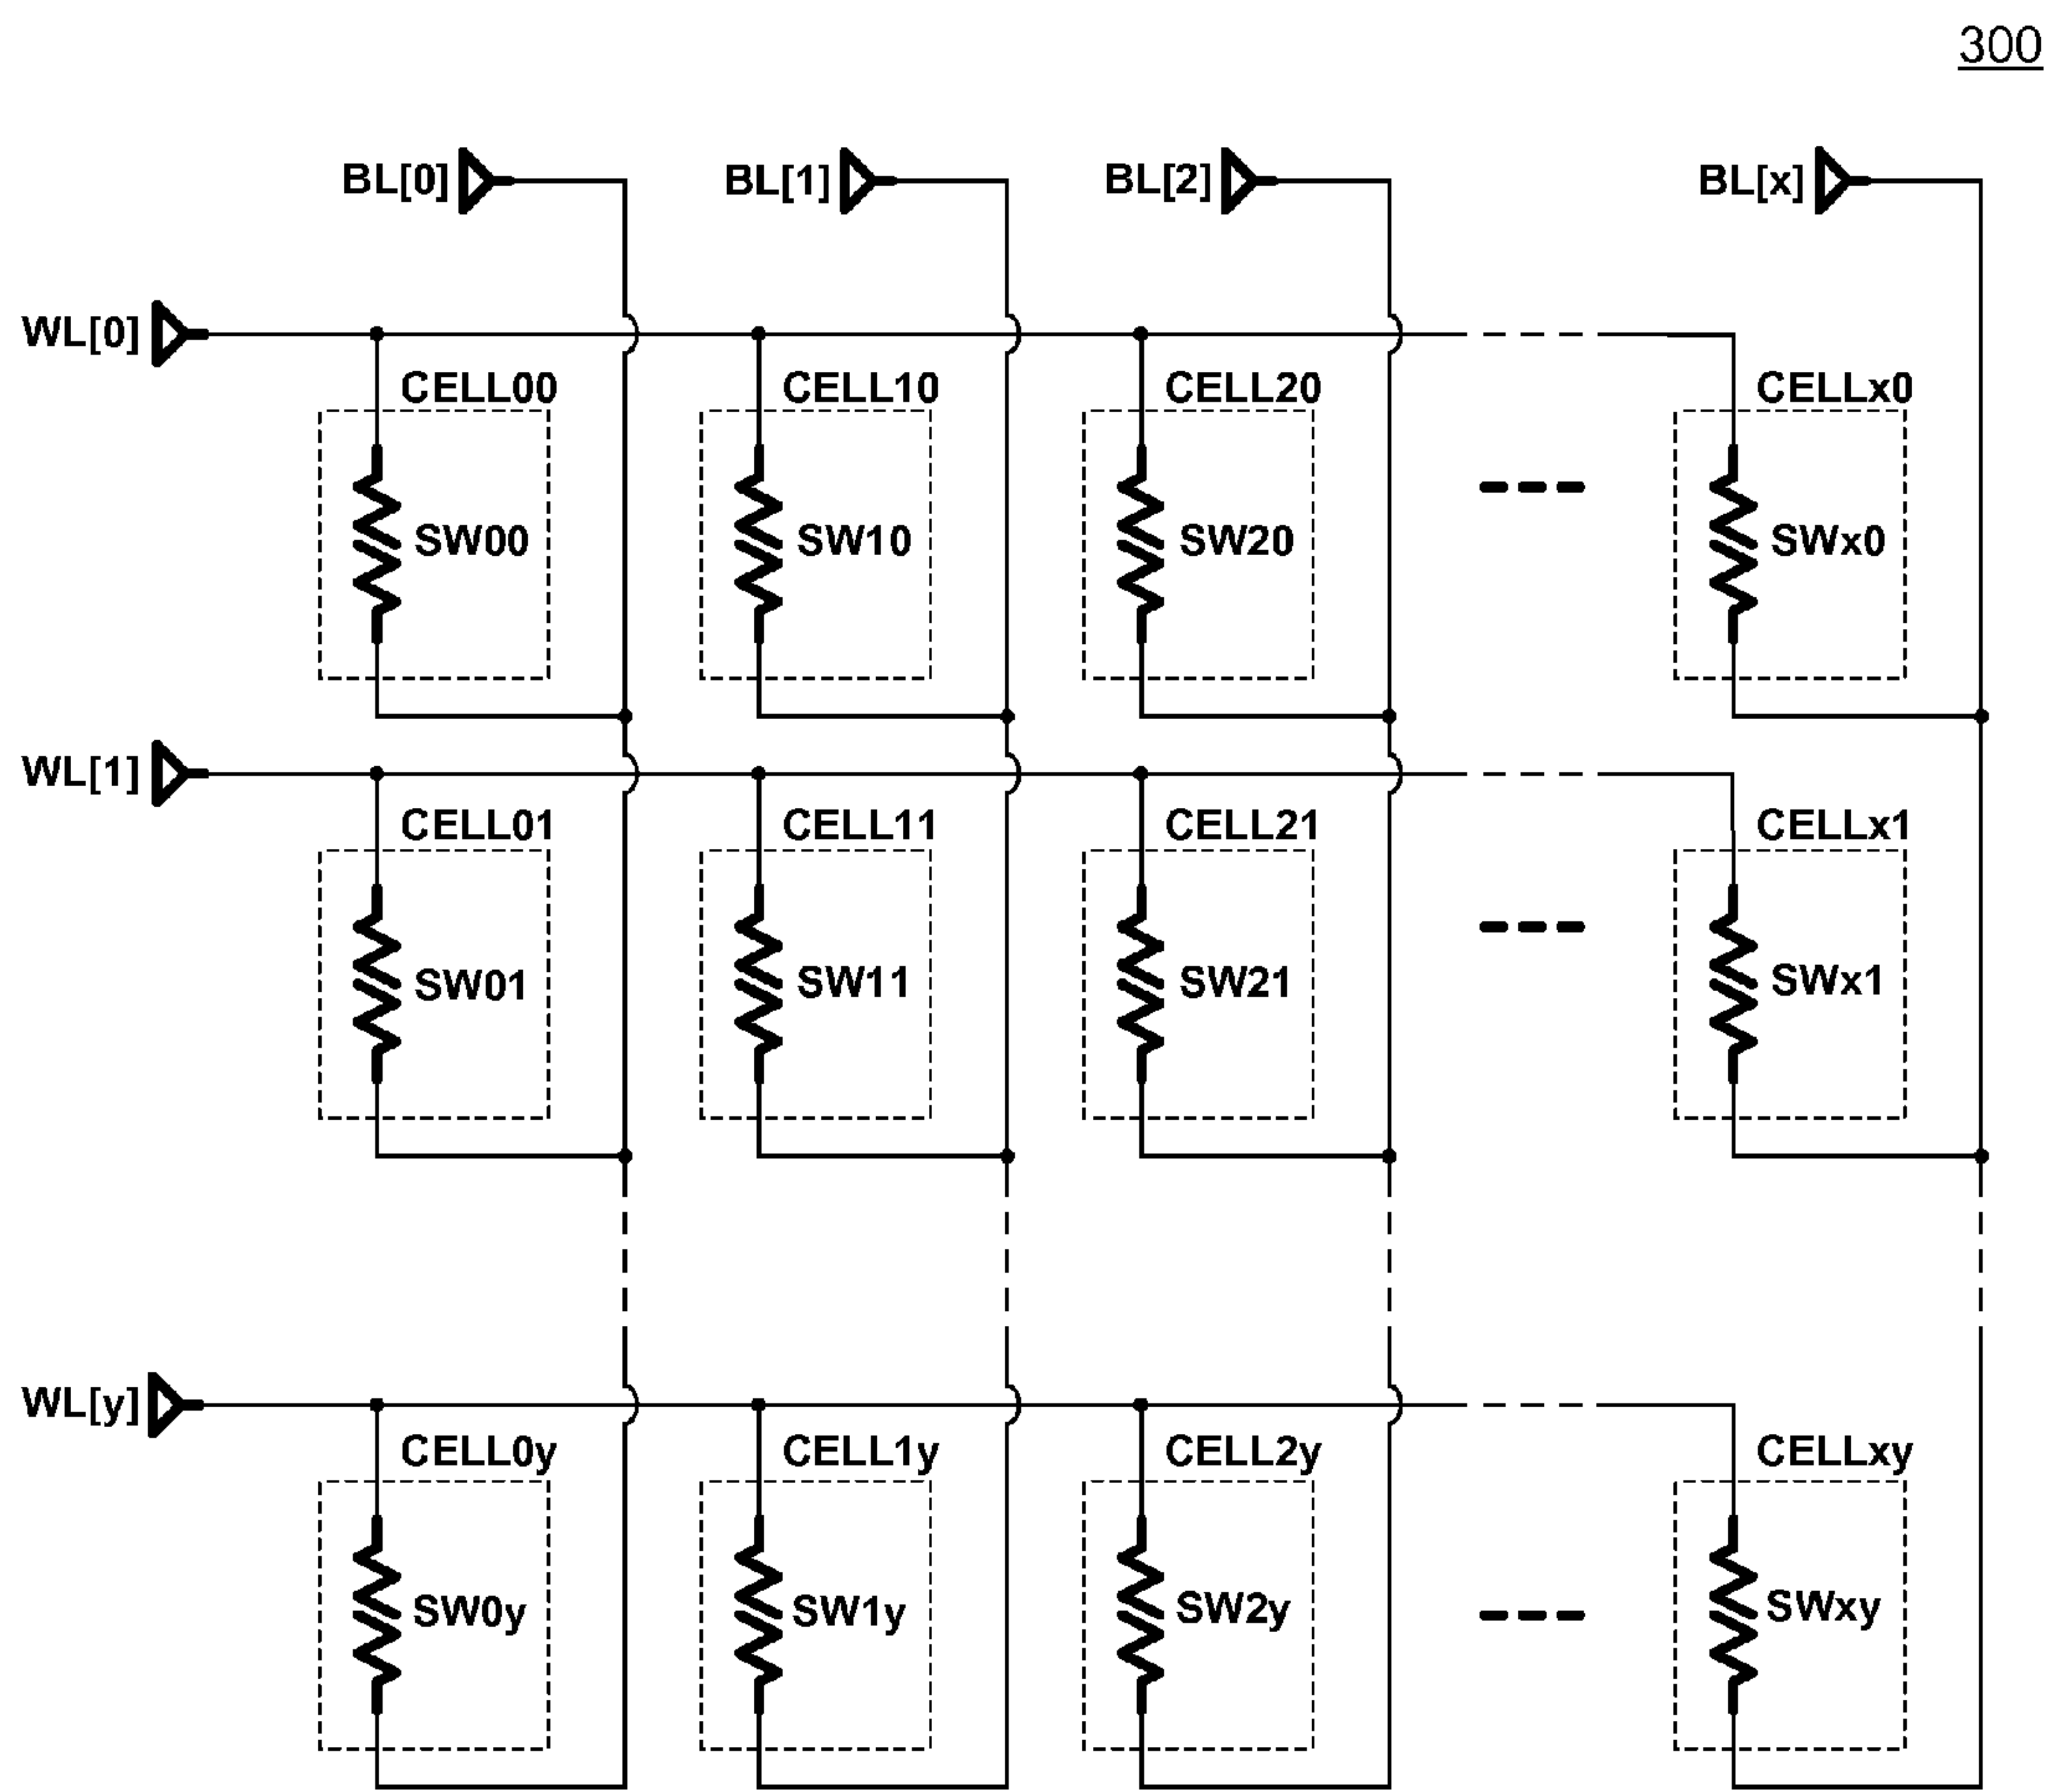 300
BL[0] BL[1] BL[2] BL[x]
WL[0]
CELL00 CELL10 CELL20 CELLx0
SW00 SW10 SW20 SWx0
WL[1]
CELL01 CELL11 CELL21 CELLx1
SW01 SW11 SW21 SWx1
WL[y]
CELL0y CELL1y CELL2y CELLxy
SW0y SW1y SW2y SWxy